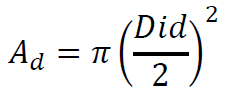 A_d = π(Did/2)^2